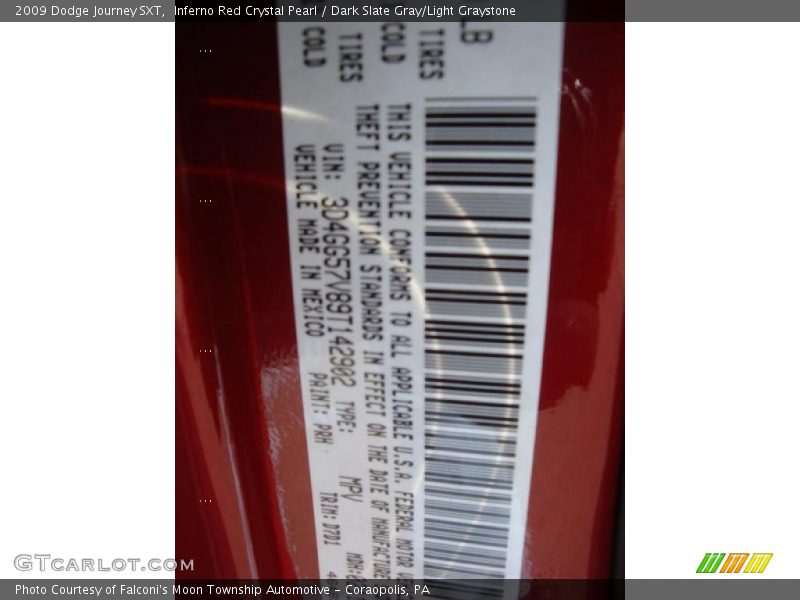 2009 Dodge Journey SXT, Inferno Red Crystal Pearl / Dark Slate Gray/Light Graystone
LB
TIRES
COLD
TIRES
COLD
THIS VEHICLE CONFORMS TO ALL APPLICABLE U.S.A. FEDERAL MOTOR
THEFT PREVENTION STANDARDS IN EFFECT ON THE DATE OF MANUFACTURE
VIN: 3D4GG57V89T142902 TYPE: MPV
VEHICLE MADE IN MEXICO PAINT: PRH TRIM: D7D1
GTCarlot.com
Photo Courtesy of Falconi's Moon Township Automotive - Coraopolis, PA